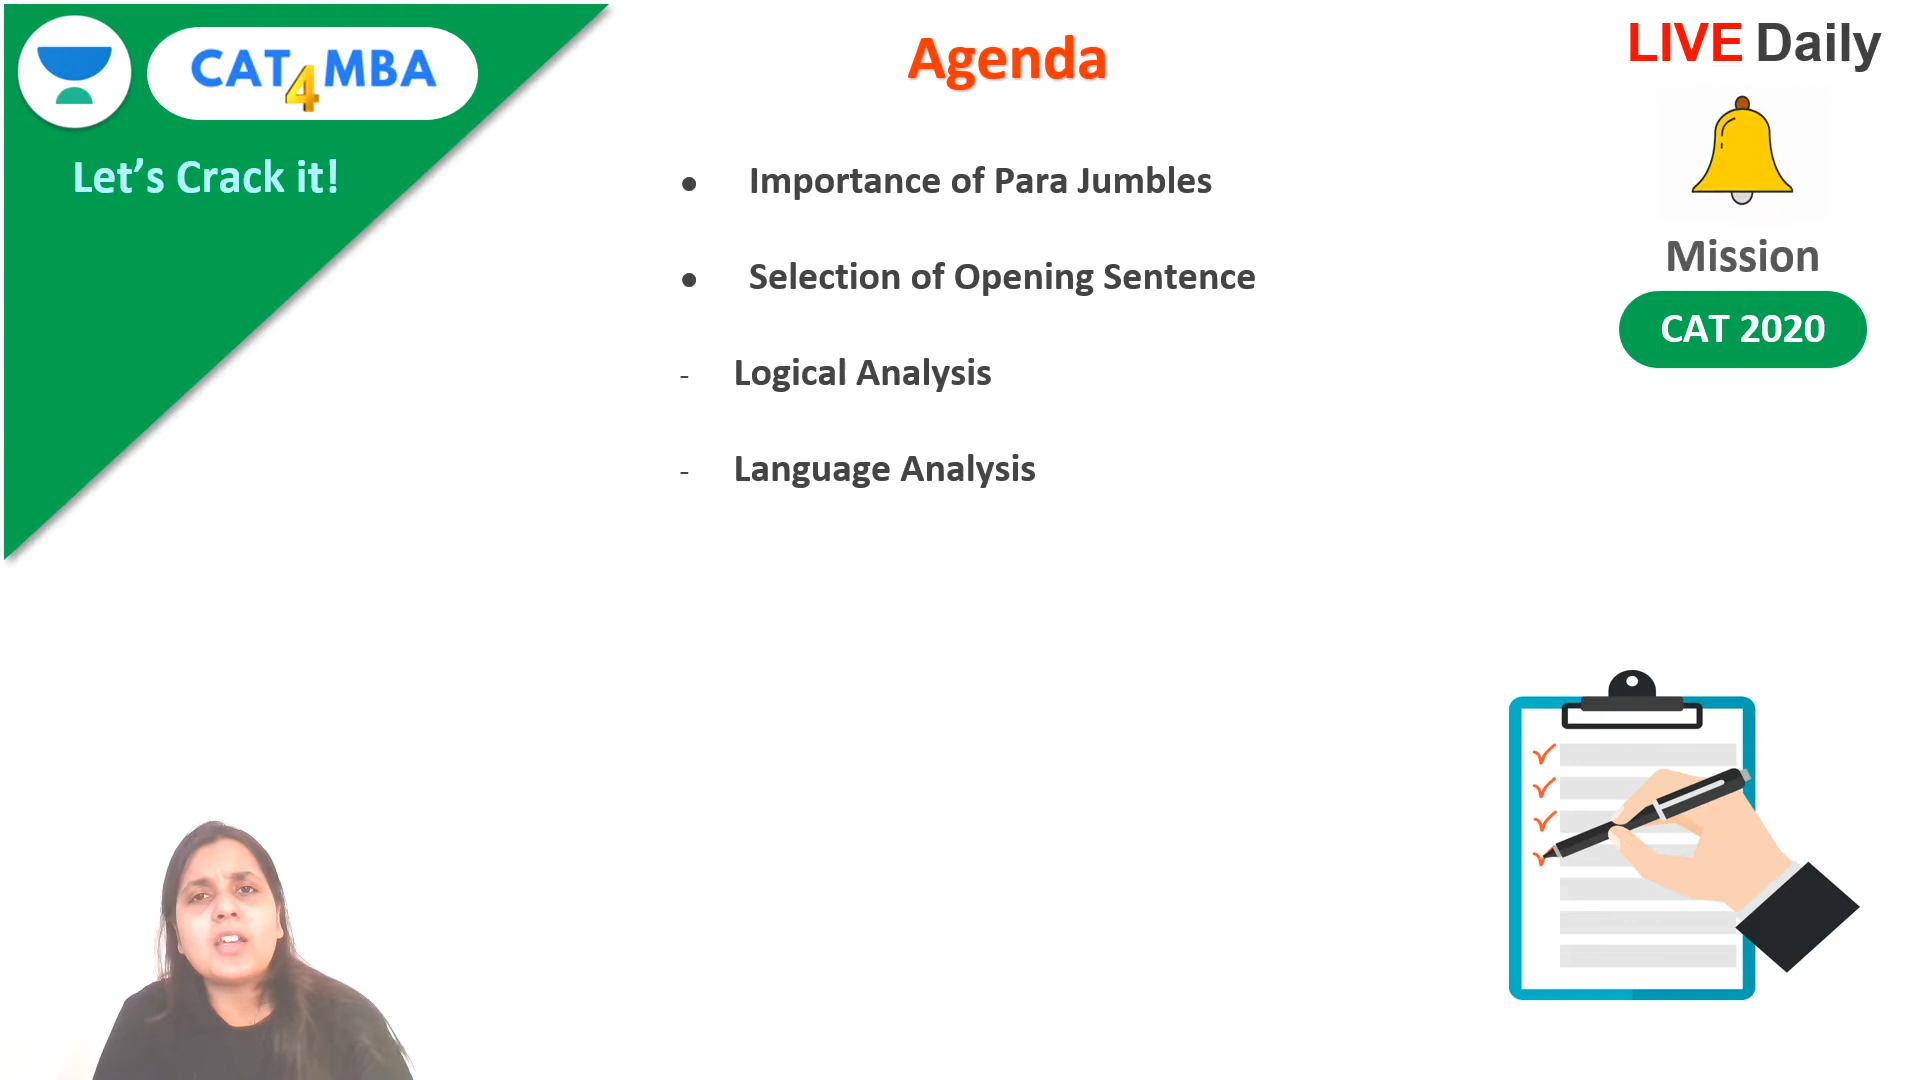 CAT4MBA
Let’s Crack it!
Agenda
● Importance of Para Jumbles
● Selection of Opening Sentence
- Logical Analysis
- Language Analysis
LIVE Daily
Mission
CAT 2020